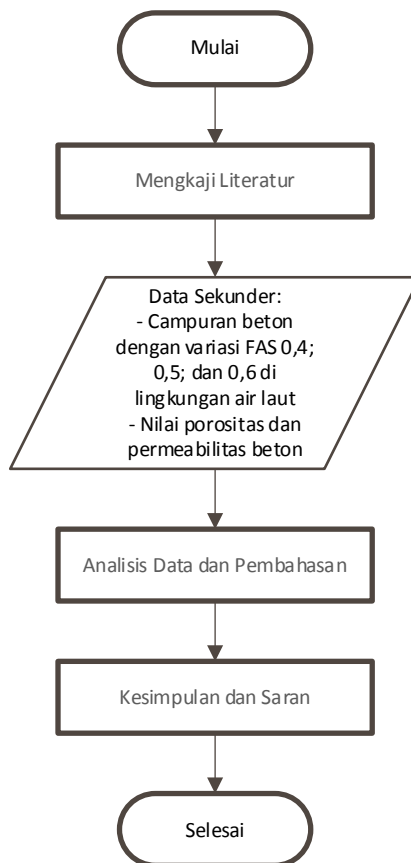 Mulai
Mengkaji Literatur
Data Sekunder:
- Campuran beton
dengan variasi FAS 0,4;
0,5; dan 0,6 di
lingkungan air laut
- Nilai porositas dan
permeabilitas beton
Analisis Data dan Pembahasan
Kesimpulan dan Saran
Selesai